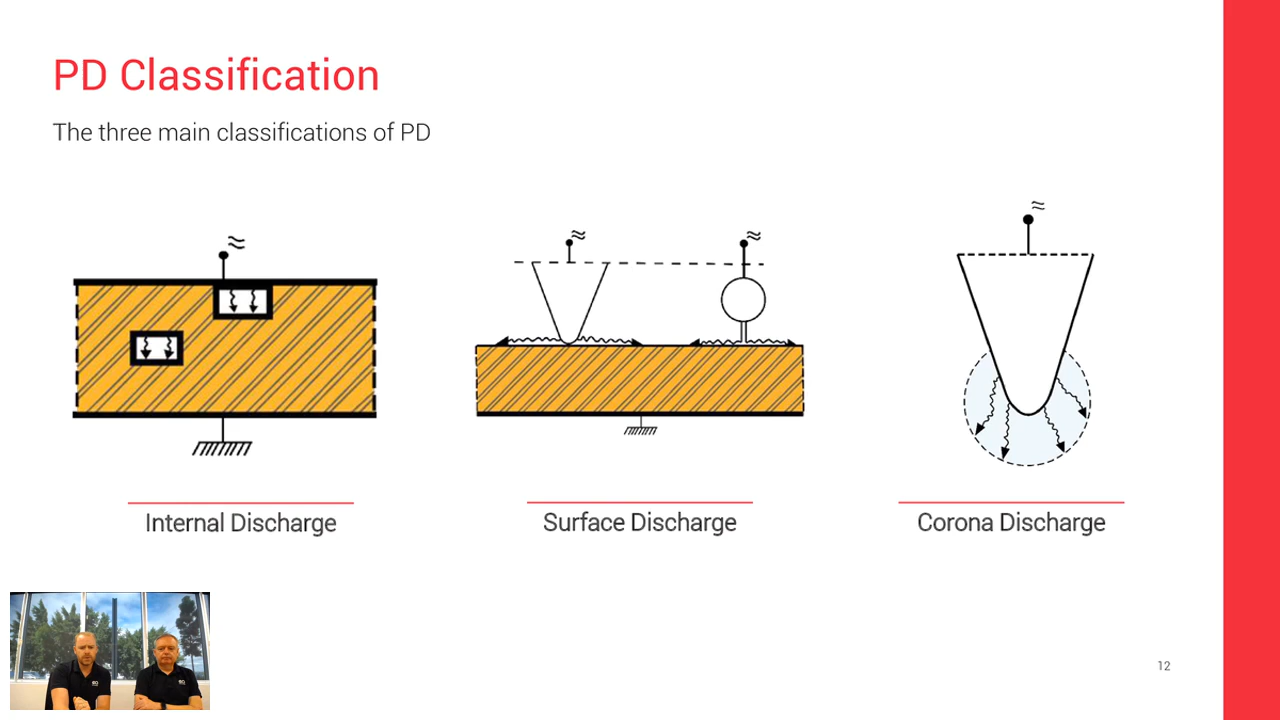 PD Classification
The three main classifications of PD
Internal Discharge
Surface Discharge
Corona Discharge
12